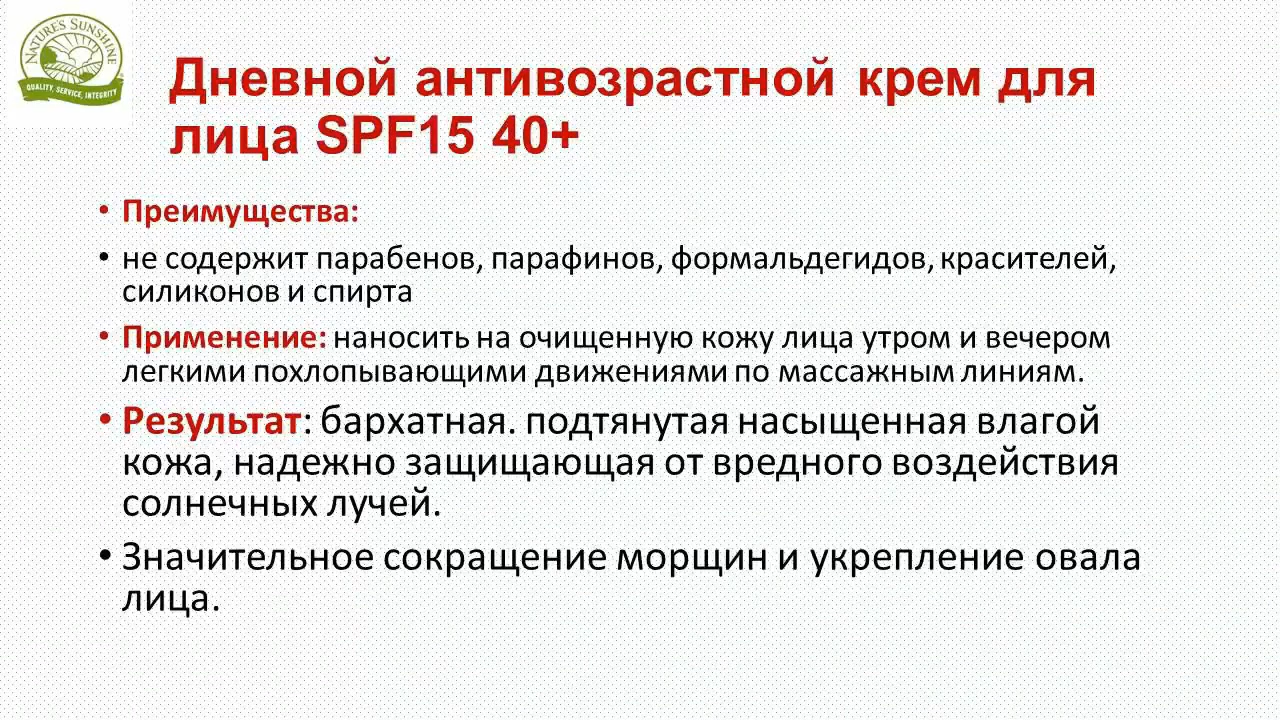 NATURE'S SUNSHINE
QUALITY, SERVICE, INTEGRITY
Дневной антивозрастной крем для
лица SPF15 40+
• Преимущества:
• не содержит парабенов, парафинов, формальдегидов, красителей,
силиконов и спирта
• Применение: наносить на очищенную кожу лица утром и вечером
легкими похлопывающими движениями по массажным линиям.
• Результат: бархатная. подтянутая насыщенная влагой
кожа, надежно защищающая от вредного воздействия
солнечных лучей.
• Значительное сокращение морщин и укрепление овала
лица.